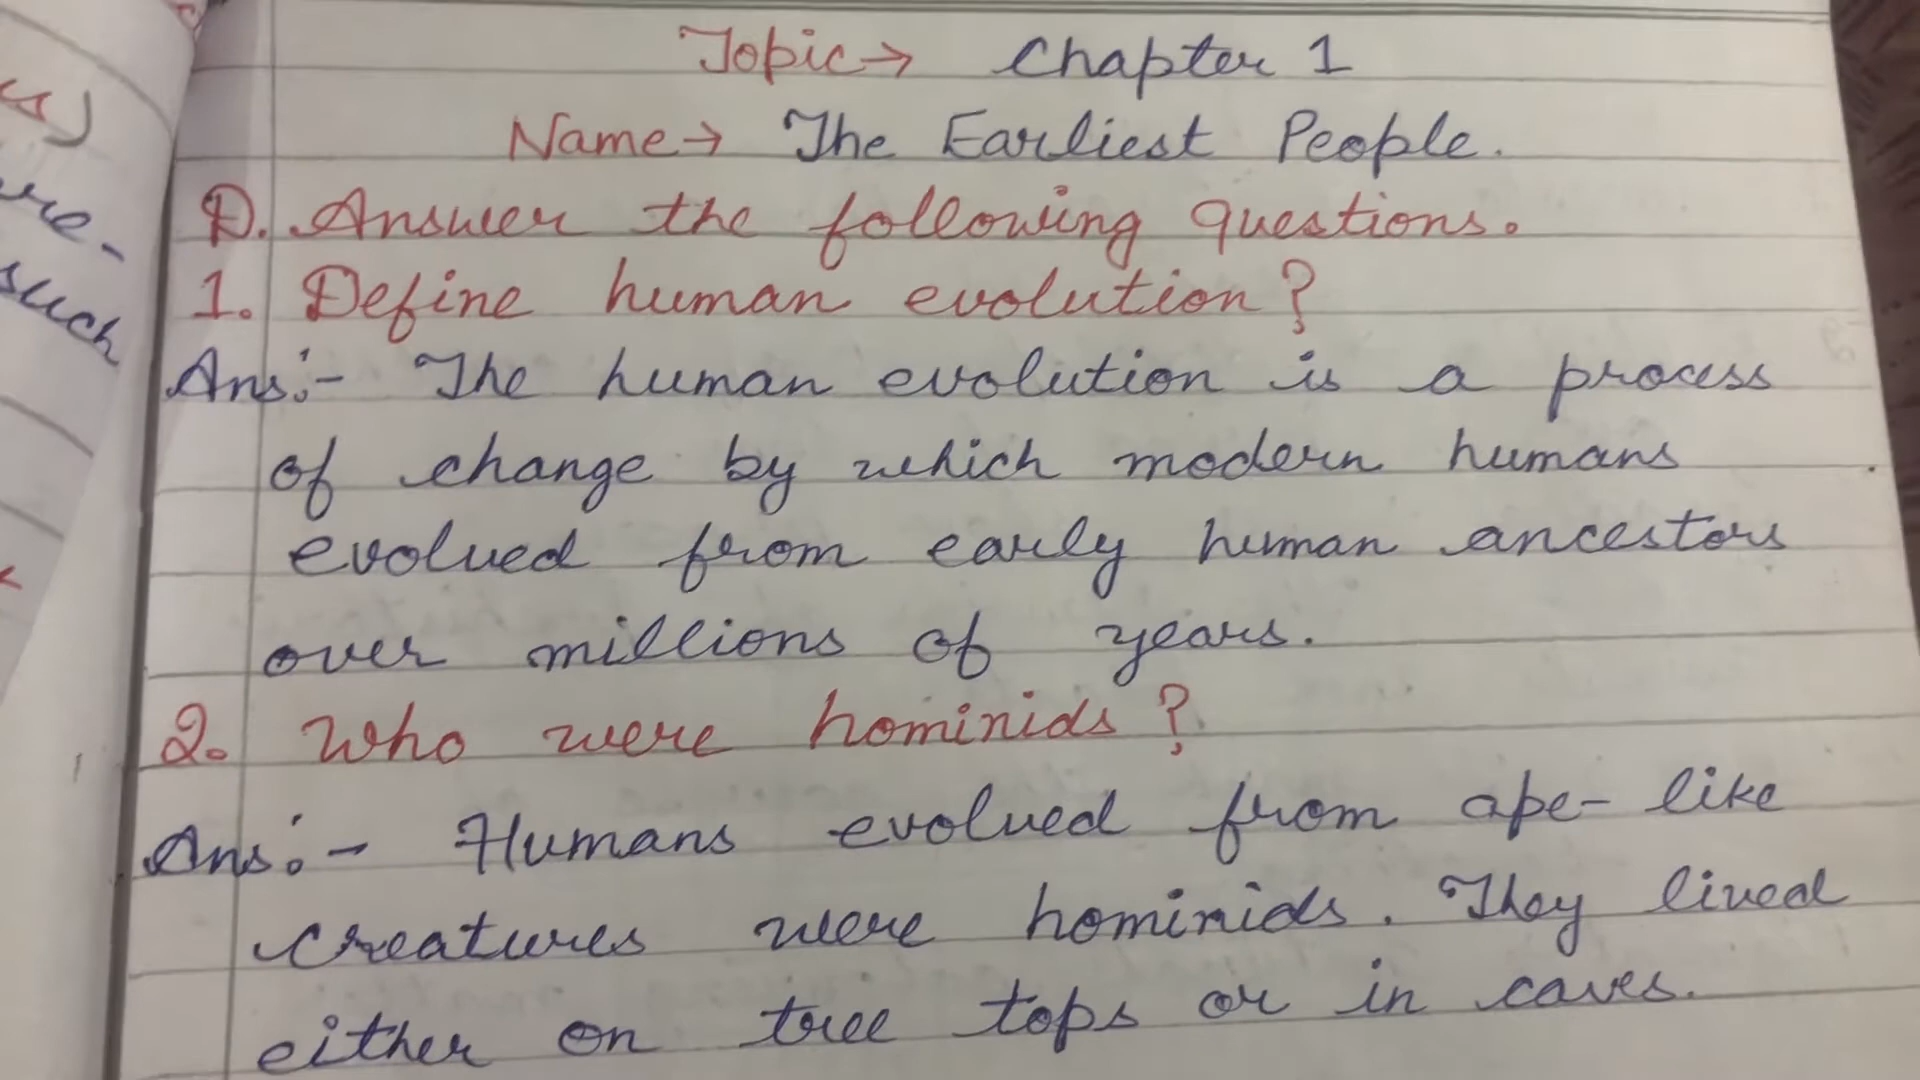 Topic→ Chapter 1
Name→ The Earliest People.
D. Answer the following questions.
1. Define human evolution?
Ans:- The human evolution is a process
of change by which modern humans
evolved from early human ancestors
over millions of years.
2. Who were hominids?
Ans:- Humans evolved from ape-like
creatures were hominids. They lived
either on tree tops or in caves.
such